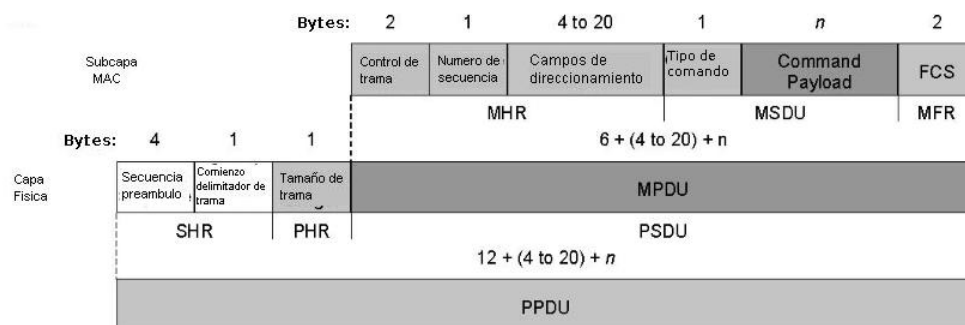 Bytes: 2 1 4 to 20 1 n 2
Subcapa
MAC
Control de
trama
Numero de
secuencia
Campos de
direccionamiento
Tipo de
comando
Command
Payload
FCS
MHR MSDU MFR
Bytes: 4 1 1 6 + (4 to 20) + n
Capa
Fisica
Secuencia
preambulo
Comienzo
delimitador de
trama
Tamaño de
trama
MPDU
SHR PHR PSDU
12 + (4 to 20) + n
PPDU